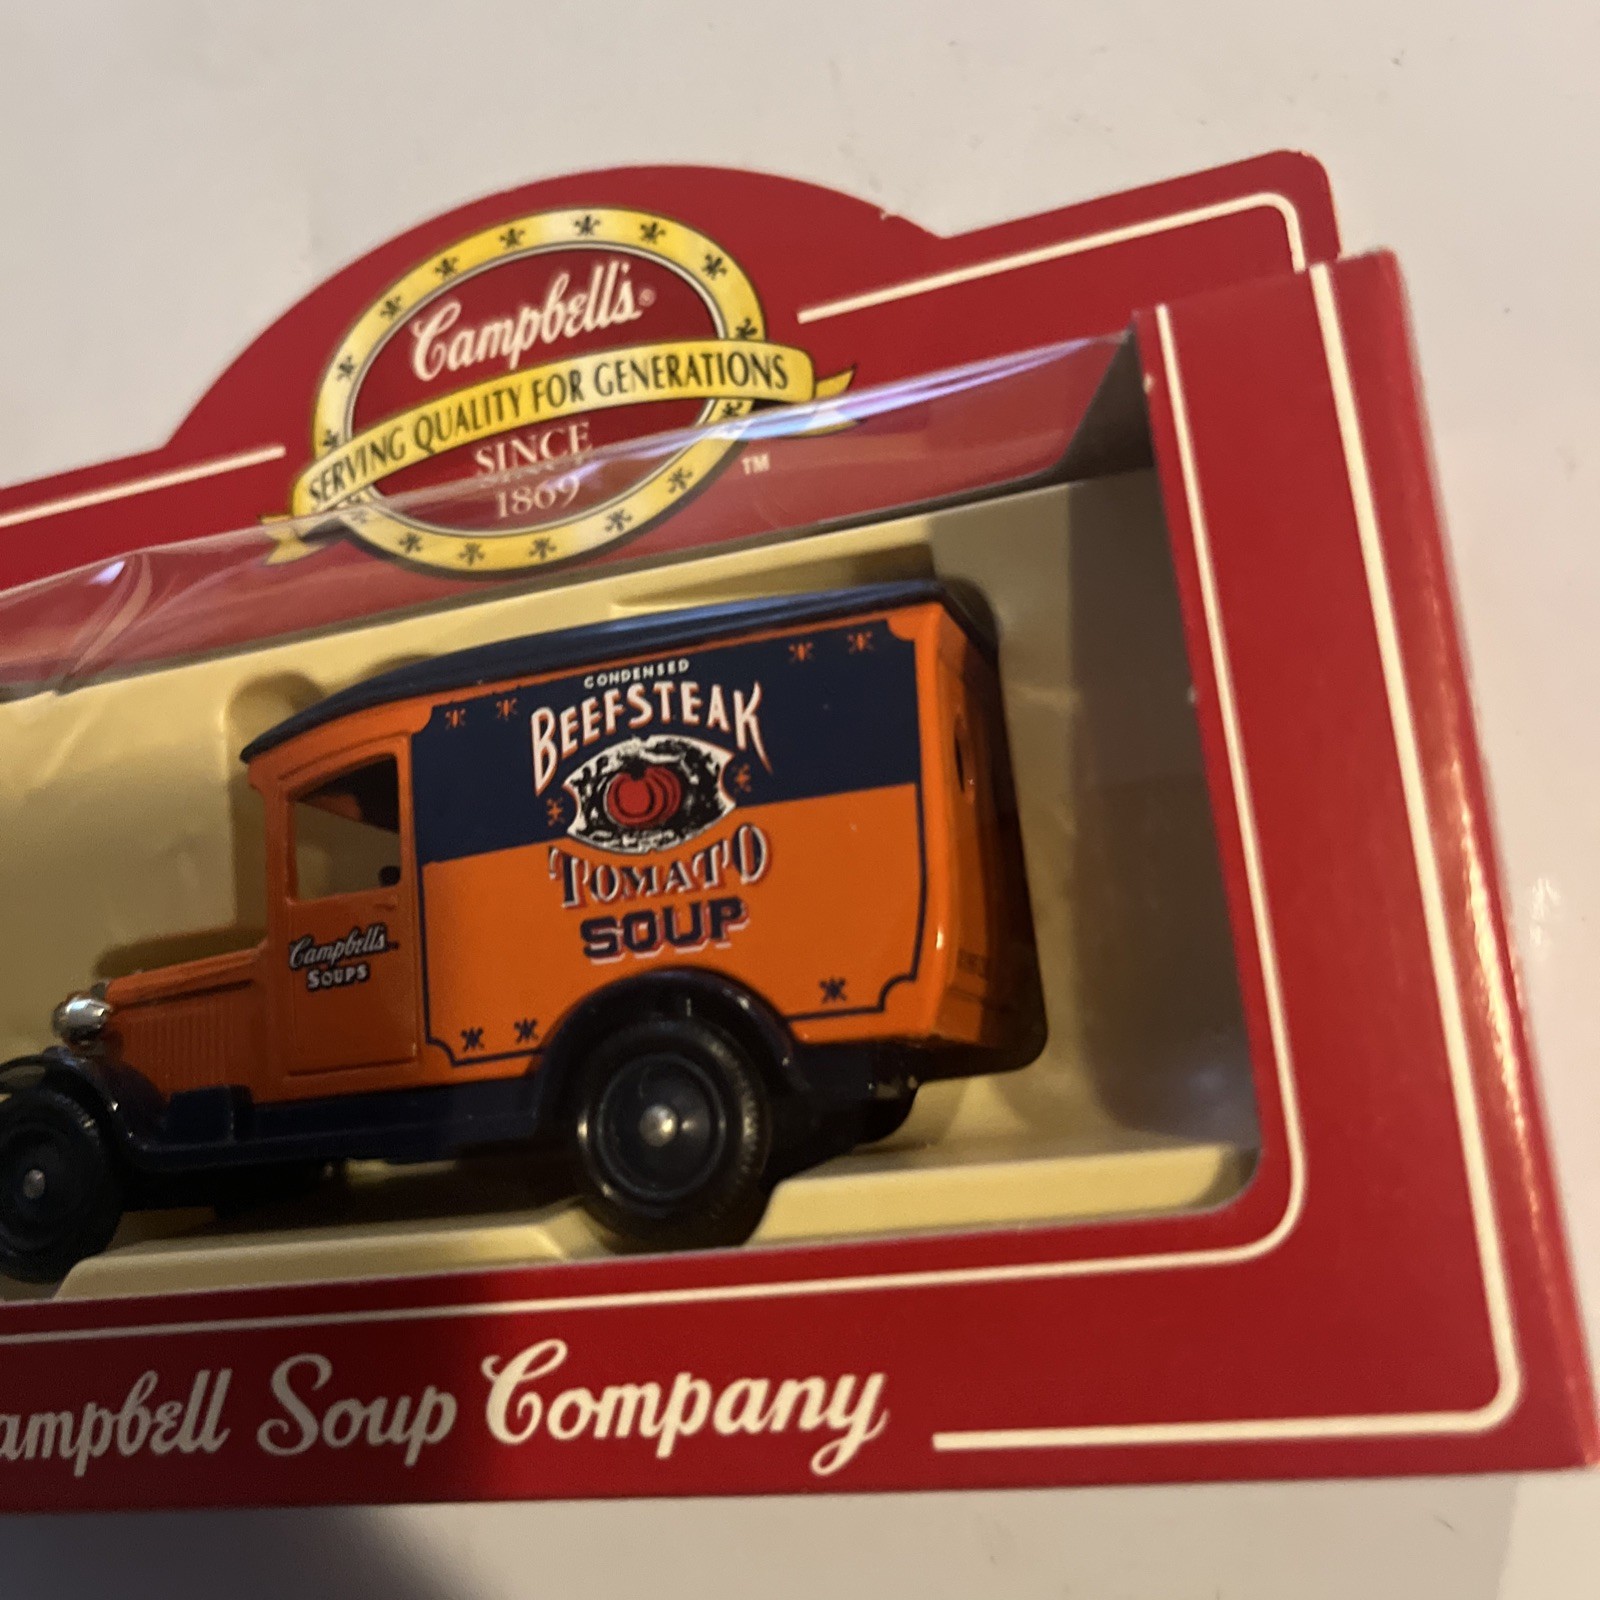 Campbell's®
SERVING QUALITY FOR GENERATIONS
SINCE
1869
TM
CONDENSED
BEEFSTEAK
TOMATO
SOUP
Campbell's
SOUPS
ampbell Soup Company